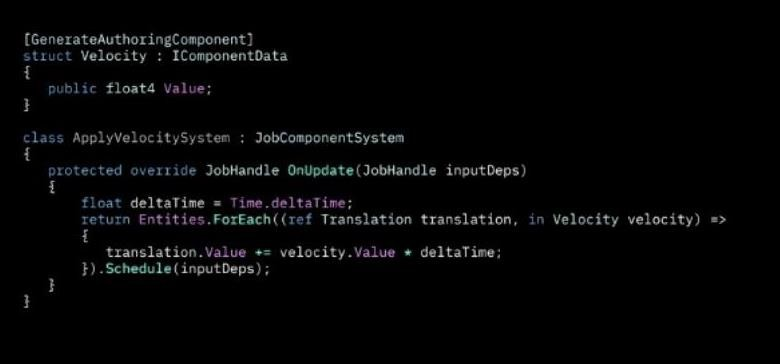 [GenerateAuthoringComponent]
struct Velocity : IComponentData
{
    public float4 Value;
}

class ApplyVelocitySystem : JobComponentSystem
{
    protected override JobHandle OnUpdate(JobHandle inputDeps)
    {
        float deltaTime = Time.deltaTime;
        return Entities.ForEach((ref Translation translation, in Velocity velocity) =>
        {
            translation.Value += velocity.Value * deltaTime;
        }).Schedule(inputDeps);
    }
}